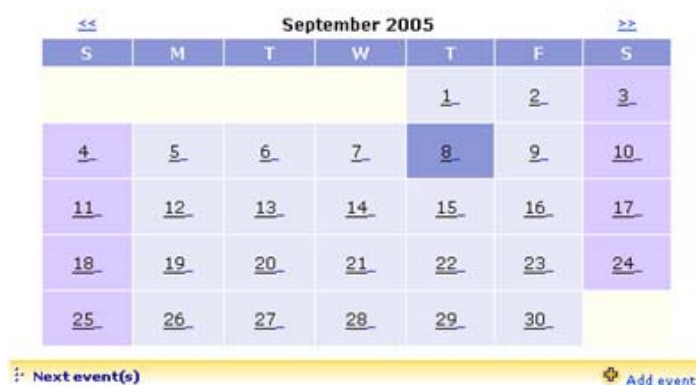 << September 2005 >>
S M T W T F S
1 2 3
4 5 6 7 8 9 10
11 12 13 14 15 16 17
18 19 20 21 22 23 24
25 26 27 28 29 30
Next event(s) Add event